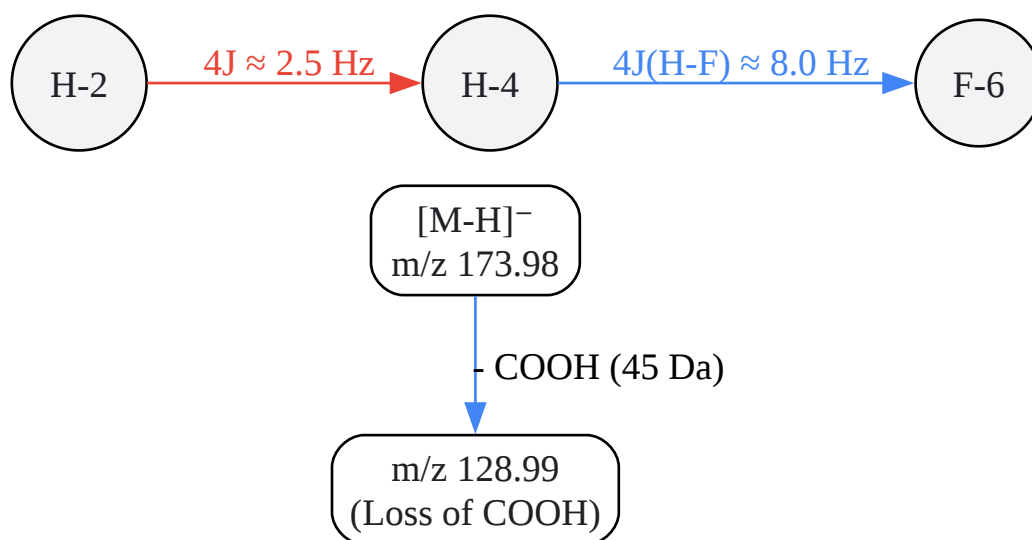 H-2
4J ≈ 2.5 Hz
H-4
4J(H-F) ≈ 8.0 Hz
F-6
[M-H]⁻
m/z 173.98
- COOH (45 Da)
m/z 128.99
(Loss of COOH)